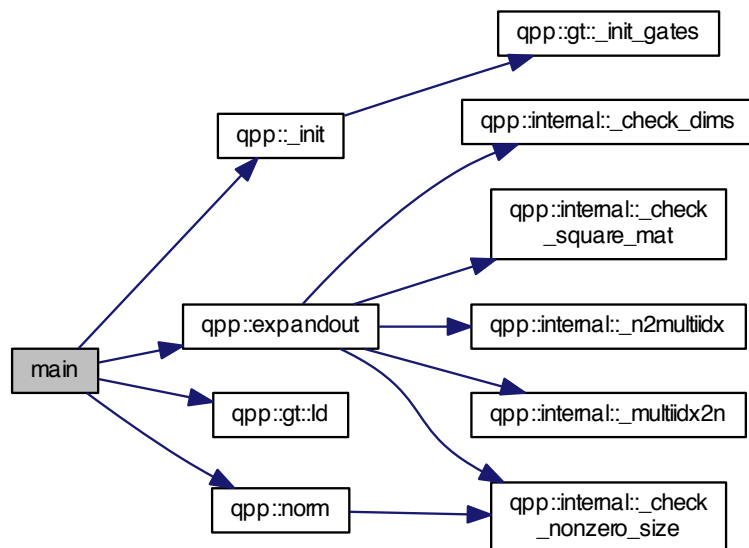 qpp::gt::_init_gates
qpp::_init
qpp::internal::_check_dims
qpp::internal::_check
_square_mat
qpp::expandout
qpp::internal::_n2multiidx
main
qpp::gt::Id
qpp::internal::_multiidx2n
qpp::norm
qpp::internal::_check
_nonzero_size